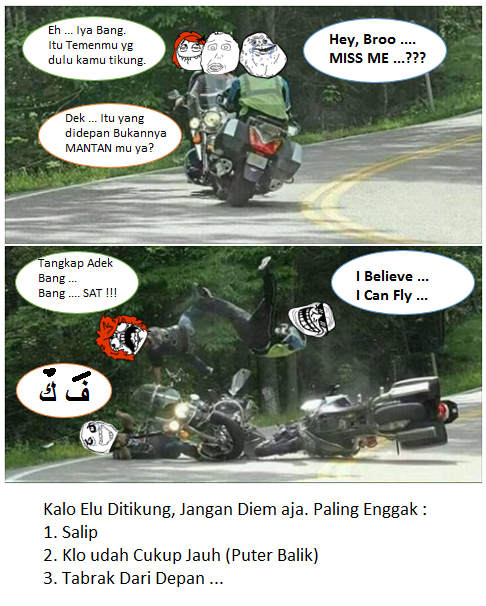 Eh ... Iya Bang.
Itu Temenmu yg
dulu kamu tikung.
Hey, Broo ....
MISS ME ...???
Dek ... Itu yang
didepan Bukannya
MANTAN mu ya?
Tangkap Adek
Bang ...
Bang .... SAT !!!
I Believe ...
I Can Fly ...
فَ كّ
Kalo Elu Ditikung, Jangan Diem aja. Paling Enggak :
1. Salip
2. Klo udah Cukup Jauh (Puter Balik)
3. Tabrak Dari Depan ...